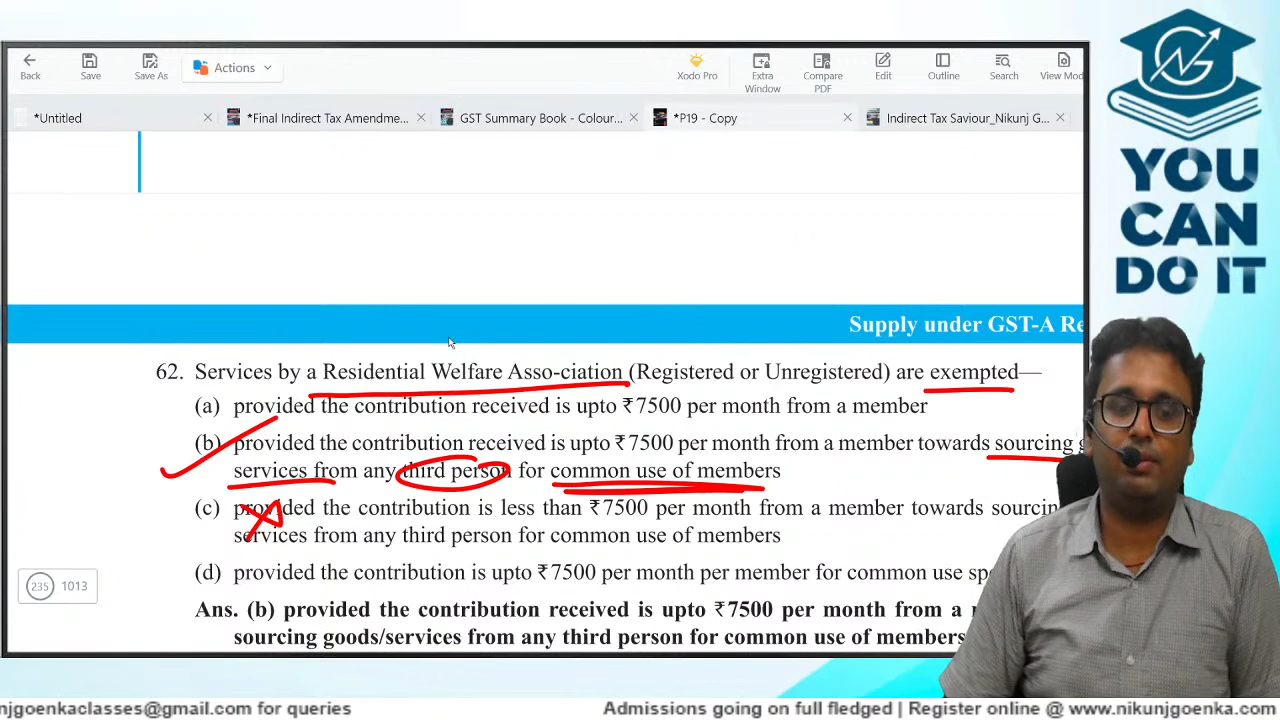 Back
Save
Save As
Actions
Xodo Pro
Extra Window
Compare PDF
Edit
Outline
Search
View Mod
*Untitled
*Final Indirect Tax Amendme...
GST Summary Book - Colour...
*P19 - Copy
Indirect Tax Saviour_Nikunj G...
NG
YOU
CAN
DO IT
Supply under GST-A Re
62. Services by a Residential Welfare Asso-ciation (Registered or Unregistered) are exempted—
(a) provided the contribution received is upto ₹7500 per month from a member
(b) provided the contribution received is upto ₹7500 per month from a member towards sourcing g
services from any third person for common use of members
(c) provided the contribution is less than ₹7500 per month from a member towards sourcin
services from any third person for common use of members
(d) provided the contribution is upto ₹7500 per month per member for common use sp
235 1013
Ans. (b) provided the contribution received is upto ₹7500 per month from a
sourcing goods/services from any third person for common use of members
njgoenkaclasses@gmail.com for queries
Admissions going on full fledged | Register online @ www.nikunjgoenka.com